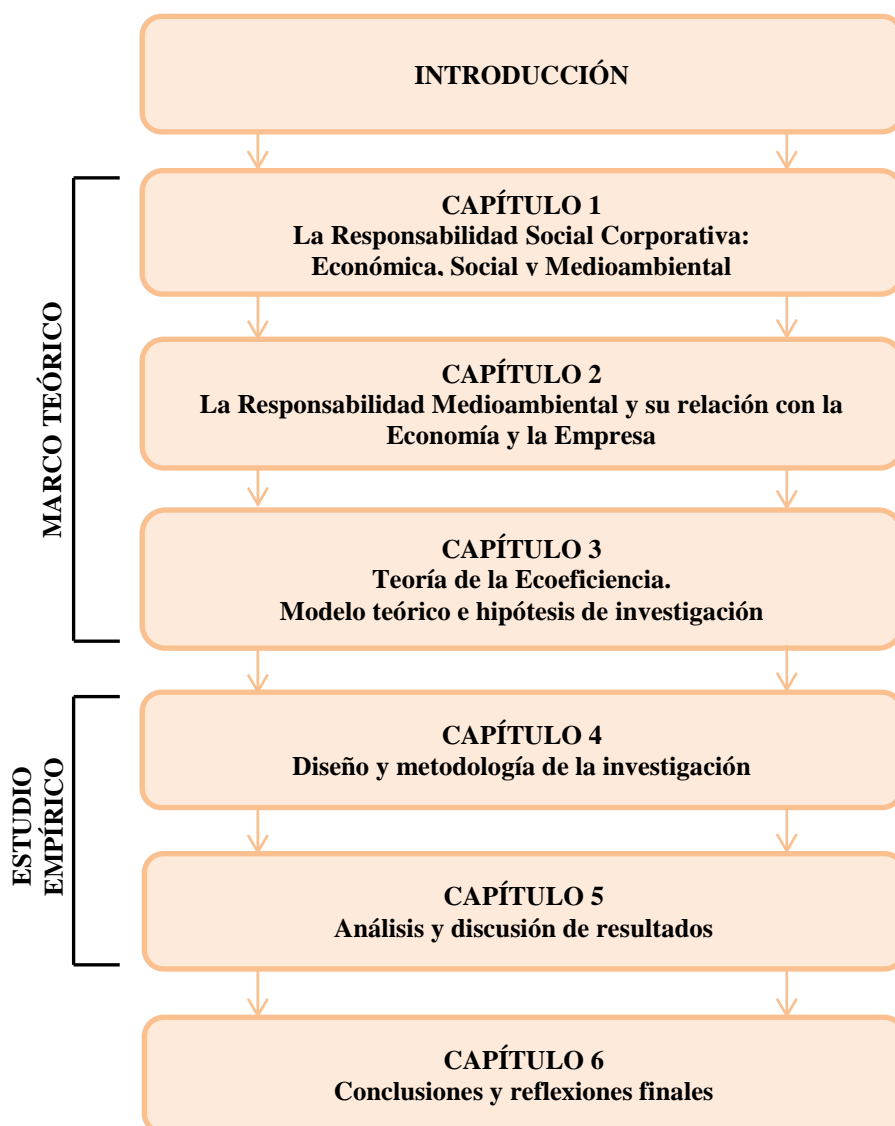 INTRODUCCIÓN
MARCO TEÓRICO
CAPÍTULO 1
La Responsabilidad Social Corporativa:
Económica, Social y Medioambiental
CAPÍTULO 2
La Responsabilidad Medioambiental y su relación con la
Economía y la Empresa
CAPÍTULO 3
Teoría de la Ecoeficiencia.
Modelo teórico e hipótesis de investigación
ESTUDIO
EMPÍRICO
CAPÍTULO 4
Diseño y metodología de la investigación
CAPÍTULO 5
Análisis y discusión de resultados
CAPÍTULO 6
Conclusiones y reflexiones finales